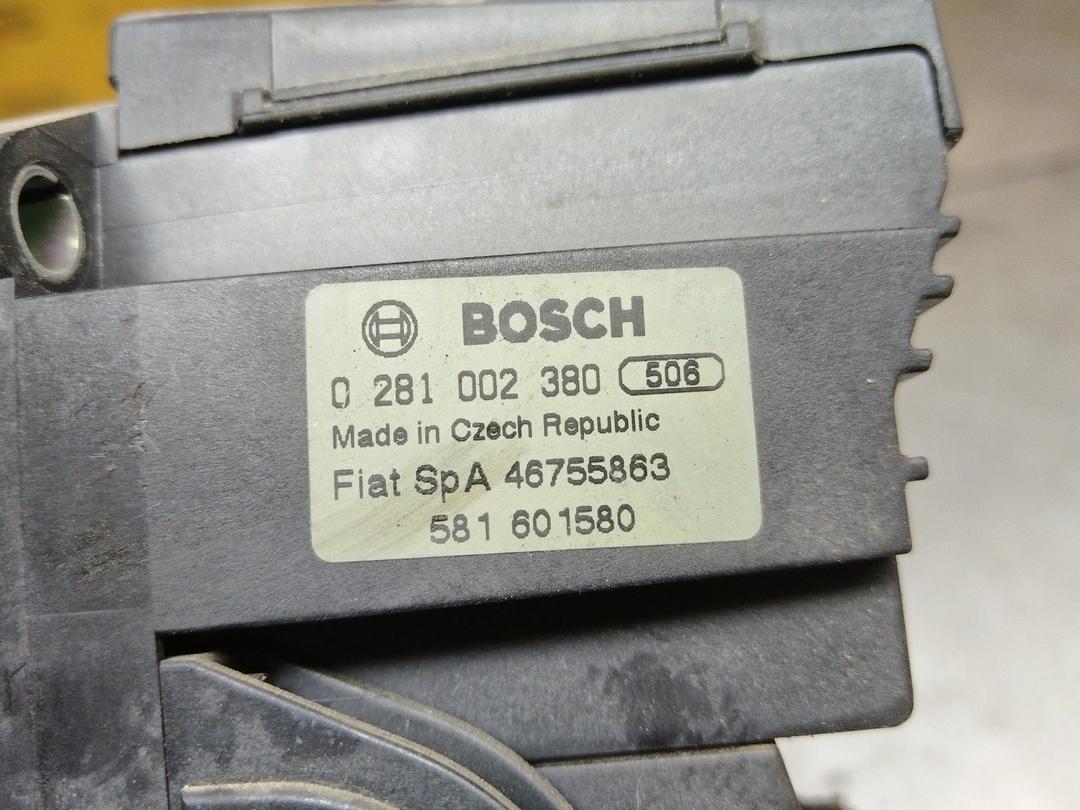 BOSCH
0 281 002 380 506
Made in Czech Republic
Fiat SpA 46755863
581 601580